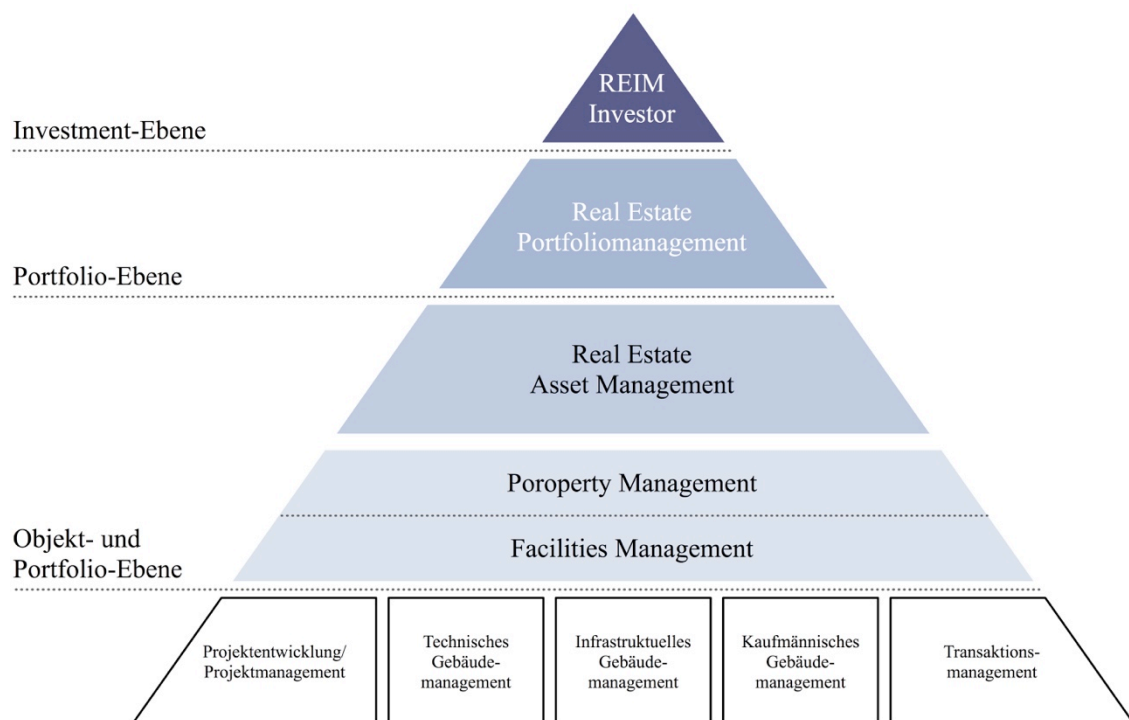 REIM
Investor
Investment-Ebene
Real Estate
Portfoliomanagement
Portfolio-Ebene
Real Estate
Asset Management
Poroperty Management
Objekt- und
Portfolio-Ebene
Facilities Management
Projektentwicklung/
Projektmanagement
Technisches
Gebäude-
management
Infrastruktuelles
Gebäude-
management
Kaufmännisches
Gebäude-
management
Transaktions-
management